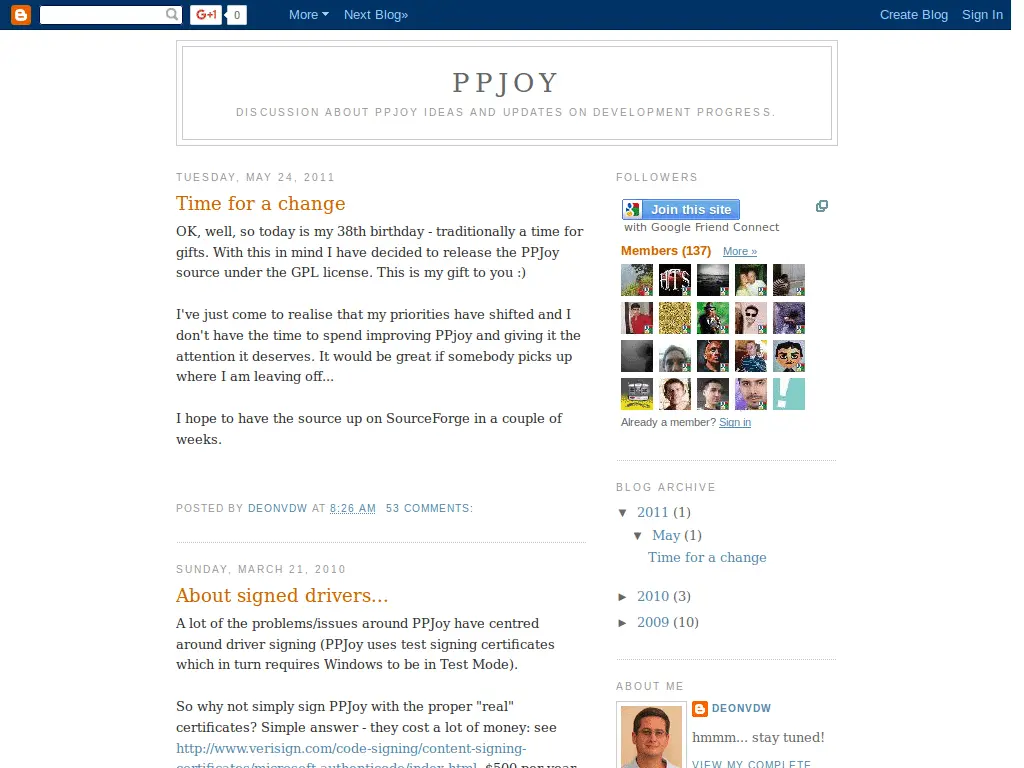 G+1 0 More Next Blog» Create Blog Sign In
PPJOY
DISCUSSION ABOUT PPJOY IDEAS AND UPDATES ON DEVELOPMENT PROGRESS.
TUESDAY, MAY 24, 2011
Time for a change
OK, well, so today is my 38th birthday - traditionally a time for
gifts. With this in mind I have decided to release the PPJoy
source under the GPL license. This is my gift to you :)
I've just come to realise that my priorities have shifted and I
don't have the time to spend improving PPjoy and giving it the
attention it deserves. It would be great if somebody picks up
where I am leaving off...
I hope to have the source up on SourceForge in a couple of
weeks.
POSTED BY DEONVDW AT 8:26 AM 53 COMMENTS:
SUNDAY, MARCH 21, 2010
About signed drivers...
A lot of the problems/issues around PPJoy have centred
around driver signing (PPJoy uses test signing certificates
which in turn requires Windows to be in Test Mode).
So why not simply sign PPJoy with the proper "real"
certificates? Simple answer - they cost a lot of money: see
http://www.verisign.com/code-signing/content-signing-
certificates/microsoft-authenticode/index.html. $500 per year
FOLLOWERS
Join this site
with Google Friend Connect
Members (137) More »
HTS
Already a member? Sign in
BLOG ARCHIVE
▼ 2011 (1)
▼ May (1)
Time for a change
► 2010 (3)
► 2009 (10)
ABOUT ME
DEONVDW
hmmm... stay tuned!
VIEW MY COMPLETE